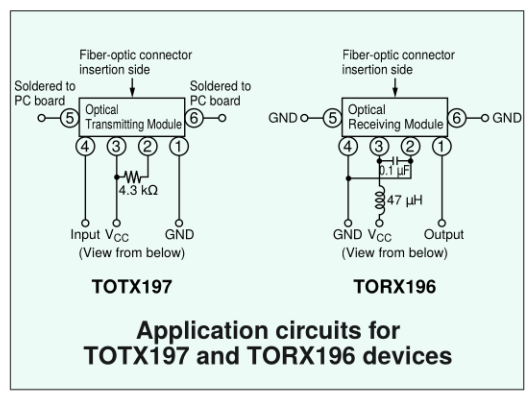 Fiber-optic connector
insertion side
Soldered to
PC board
Soldered to
PC board
5
Optical
Transmitting Module
6
4
3
2
1
4.3 kΩ
Input VCC
GND
(View from below)
TOTX197
Fiber-optic connector
insertion side
GND
5
Optical
Receiving Module
6
GND
4
3
2
1
0.1 µF
47 µH
GND
VCC
Output
(View from below)
TORX196
Application circuits for
TOTX197 and TORX196 devices